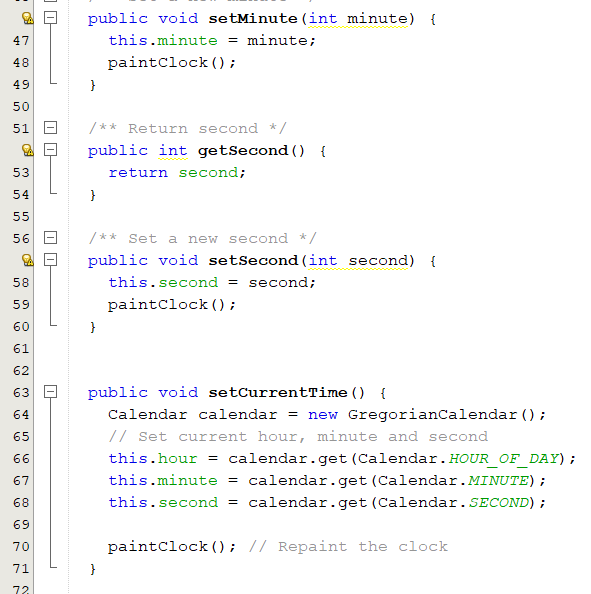 public void setMinute(int minute) {
47 this.minute = minute;
48 paintClock();
49 }
50
51 /** Return second */
public int getSecond() {
53 return second;
54 }
55
56 /** Set a new second */
public void setSecond(int second) {
58 this.second = second;
59 paintClock();
60 }
61
62
63 public void setCurrentTime() {
64 Calendar calendar = new GregorianCalendar();
65 // Set current hour, minute and second
66 this.hour = calendar.get(Calendar.HOUR_OF_DAY);
67 this.minute = calendar.get(Calendar.MINUTE);
68 this.second = calendar.get(Calendar.SECOND);
69
70 paintClock(); // Repaint the clock
71 }
72